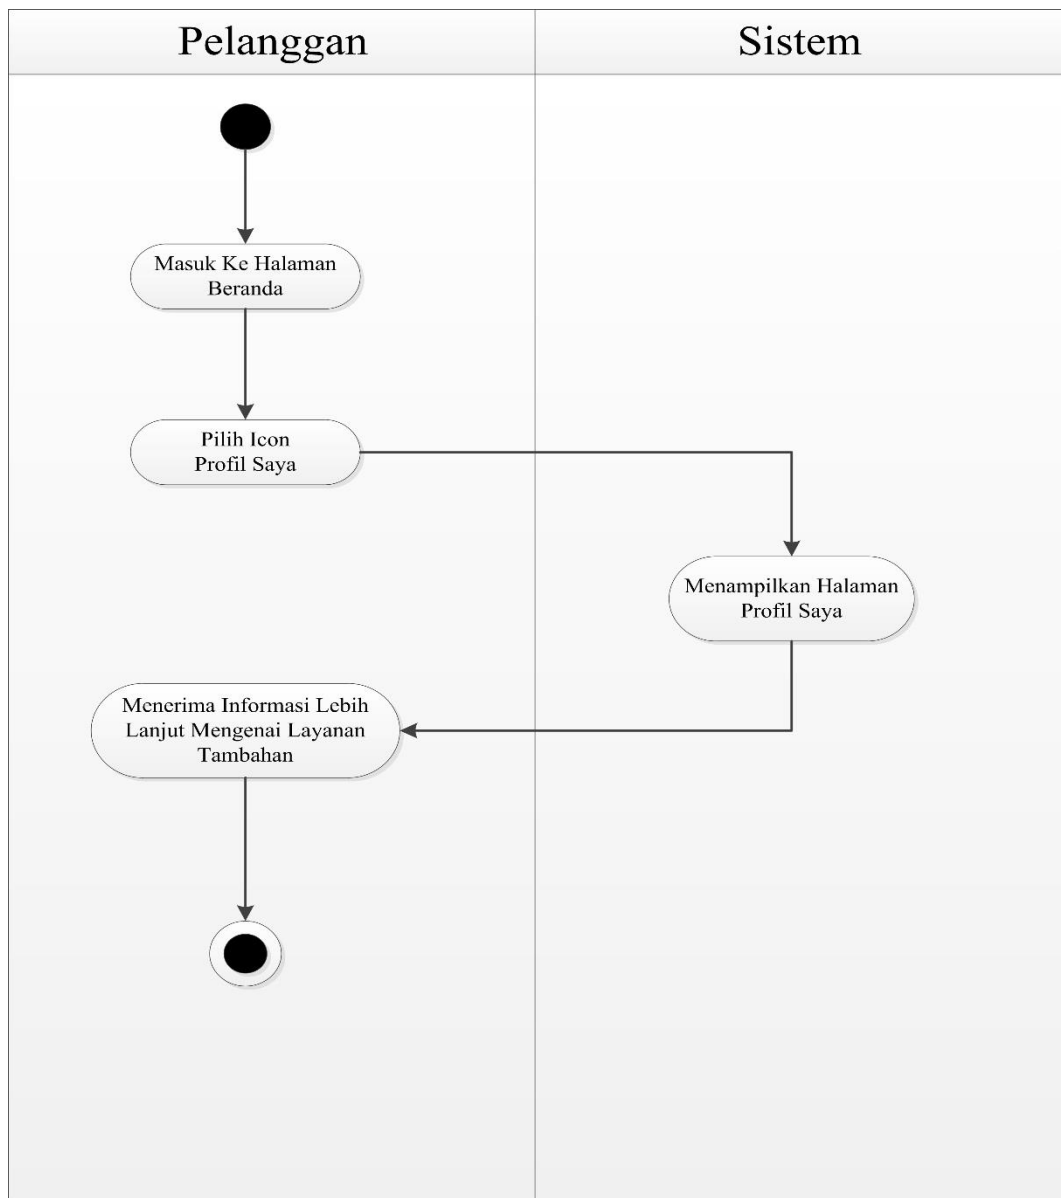 Pelanggan
Sistem
Masuk Ke Halaman
Beranda
Pilih Icon
Profil Saya
Menampilkan Halaman
Profil Saya
Menerima Informasi Lebih
Lanjut Mengenai Layanan
Tambahan